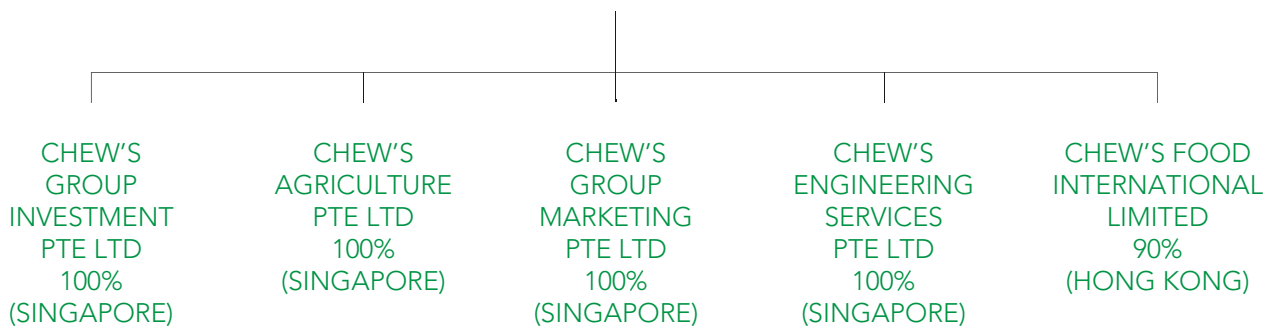 CHEW’S
GROUP
INVESTMENT
PTE LTD
100%
(SINGAPORE)
CHEW’S
AGRICULTURE
PTE LTD
100%
(SINGAPORE)
CHEW’S
GROUP
MARKETING
PTE LTD
100%
(SINGAPORE)
CHEW’S
ENGINEERING
SERVICES
PTE LTD
100%
(SINGAPORE)
CHEW’S FOOD
INTERNATIONAL
LIMITED
90%
(HONG KONG)